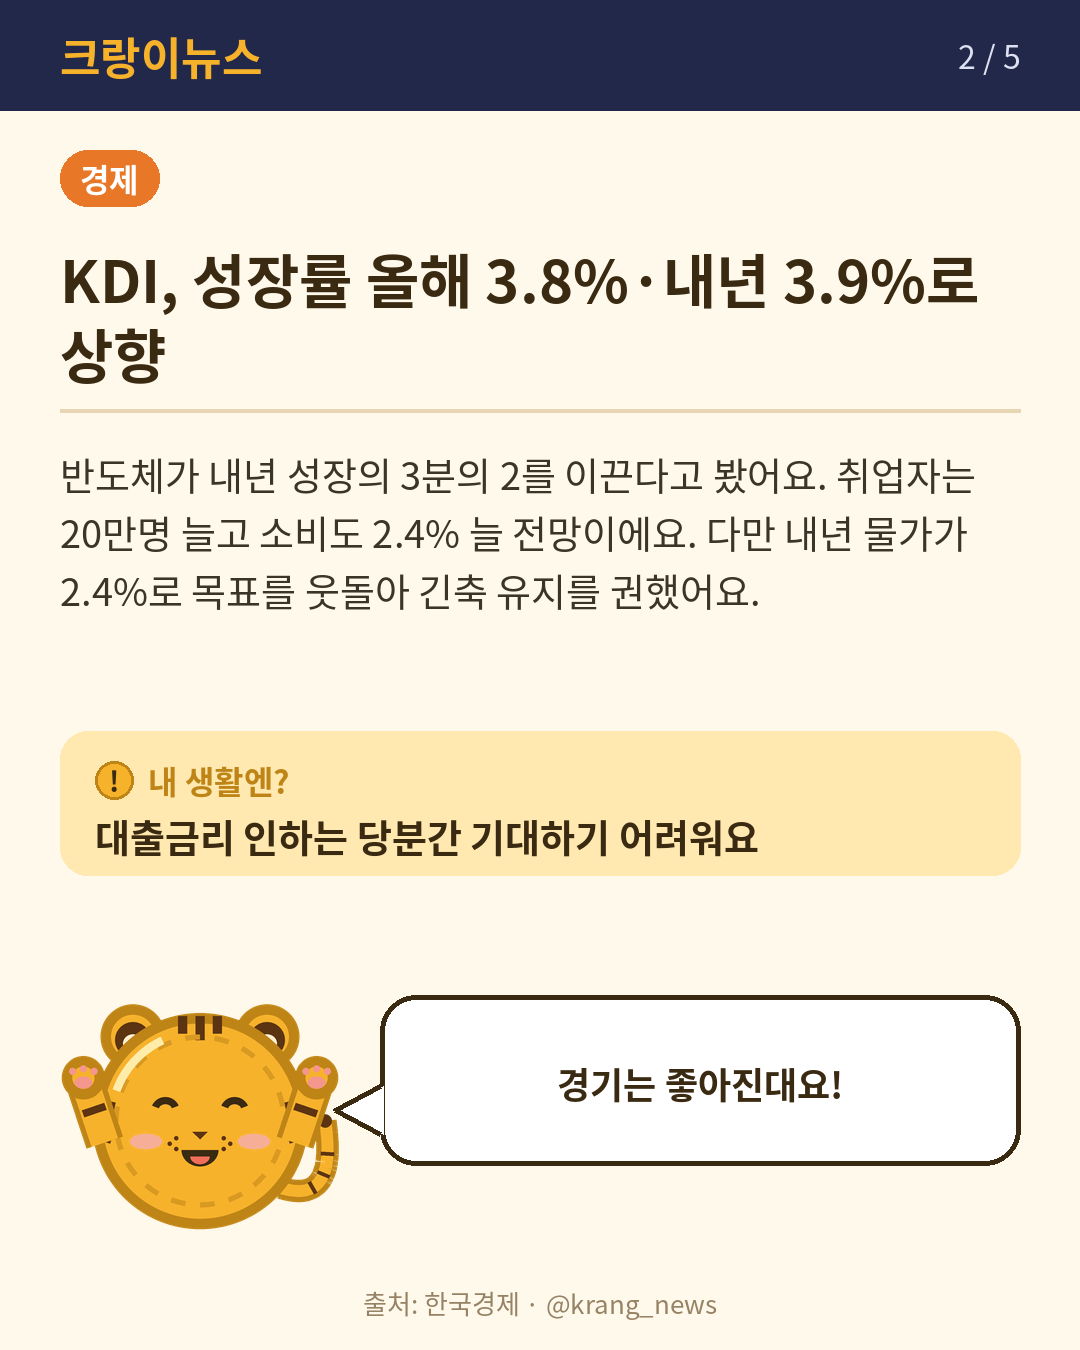 크랑이뉴스
2 / 5
경제
KDI, 성장률 올해 3.8%·내년 3.9%로
상향
반도체가 내년 성장의 3분의 2를 이끈다고 봤어요. 취업자는
20만명 늘고 소비도 2.4% 늘 전망이에요. 다만 내년 물가가
2.4%로 목표를 웃돌아 긴축 유지를 권했어요.
! 내 생활엔?
대출금리 인하는 당분간 기대하기 어려워요
경기는 좋아진대요!
출처: 한국경제 · @krang_news